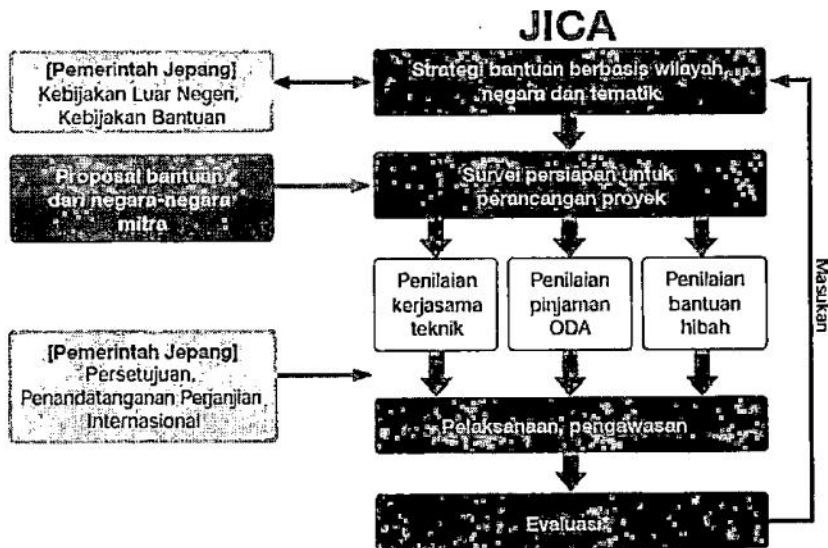 JICA
[Pemerintah Jepang]
Kebijakan Luar Negeri,
Kebijakan Bantuan
Strategi bantuan berbasis wilayah,
negara dan tematik
Proposal bantuan
dari negara-negara
mitra
Survei persiapan untuk
perancangan proyek
Penilaian
kerjasama
teknik
Penilaian
pinjaman
ODA
Penilaian
bantuan
hibah
Masukan
[Pemerintah Jepang]
Persetujuan,
Penandatanganan Perjanjian
Internasional
Pelaksanaan, pengawasan
Evaluasi